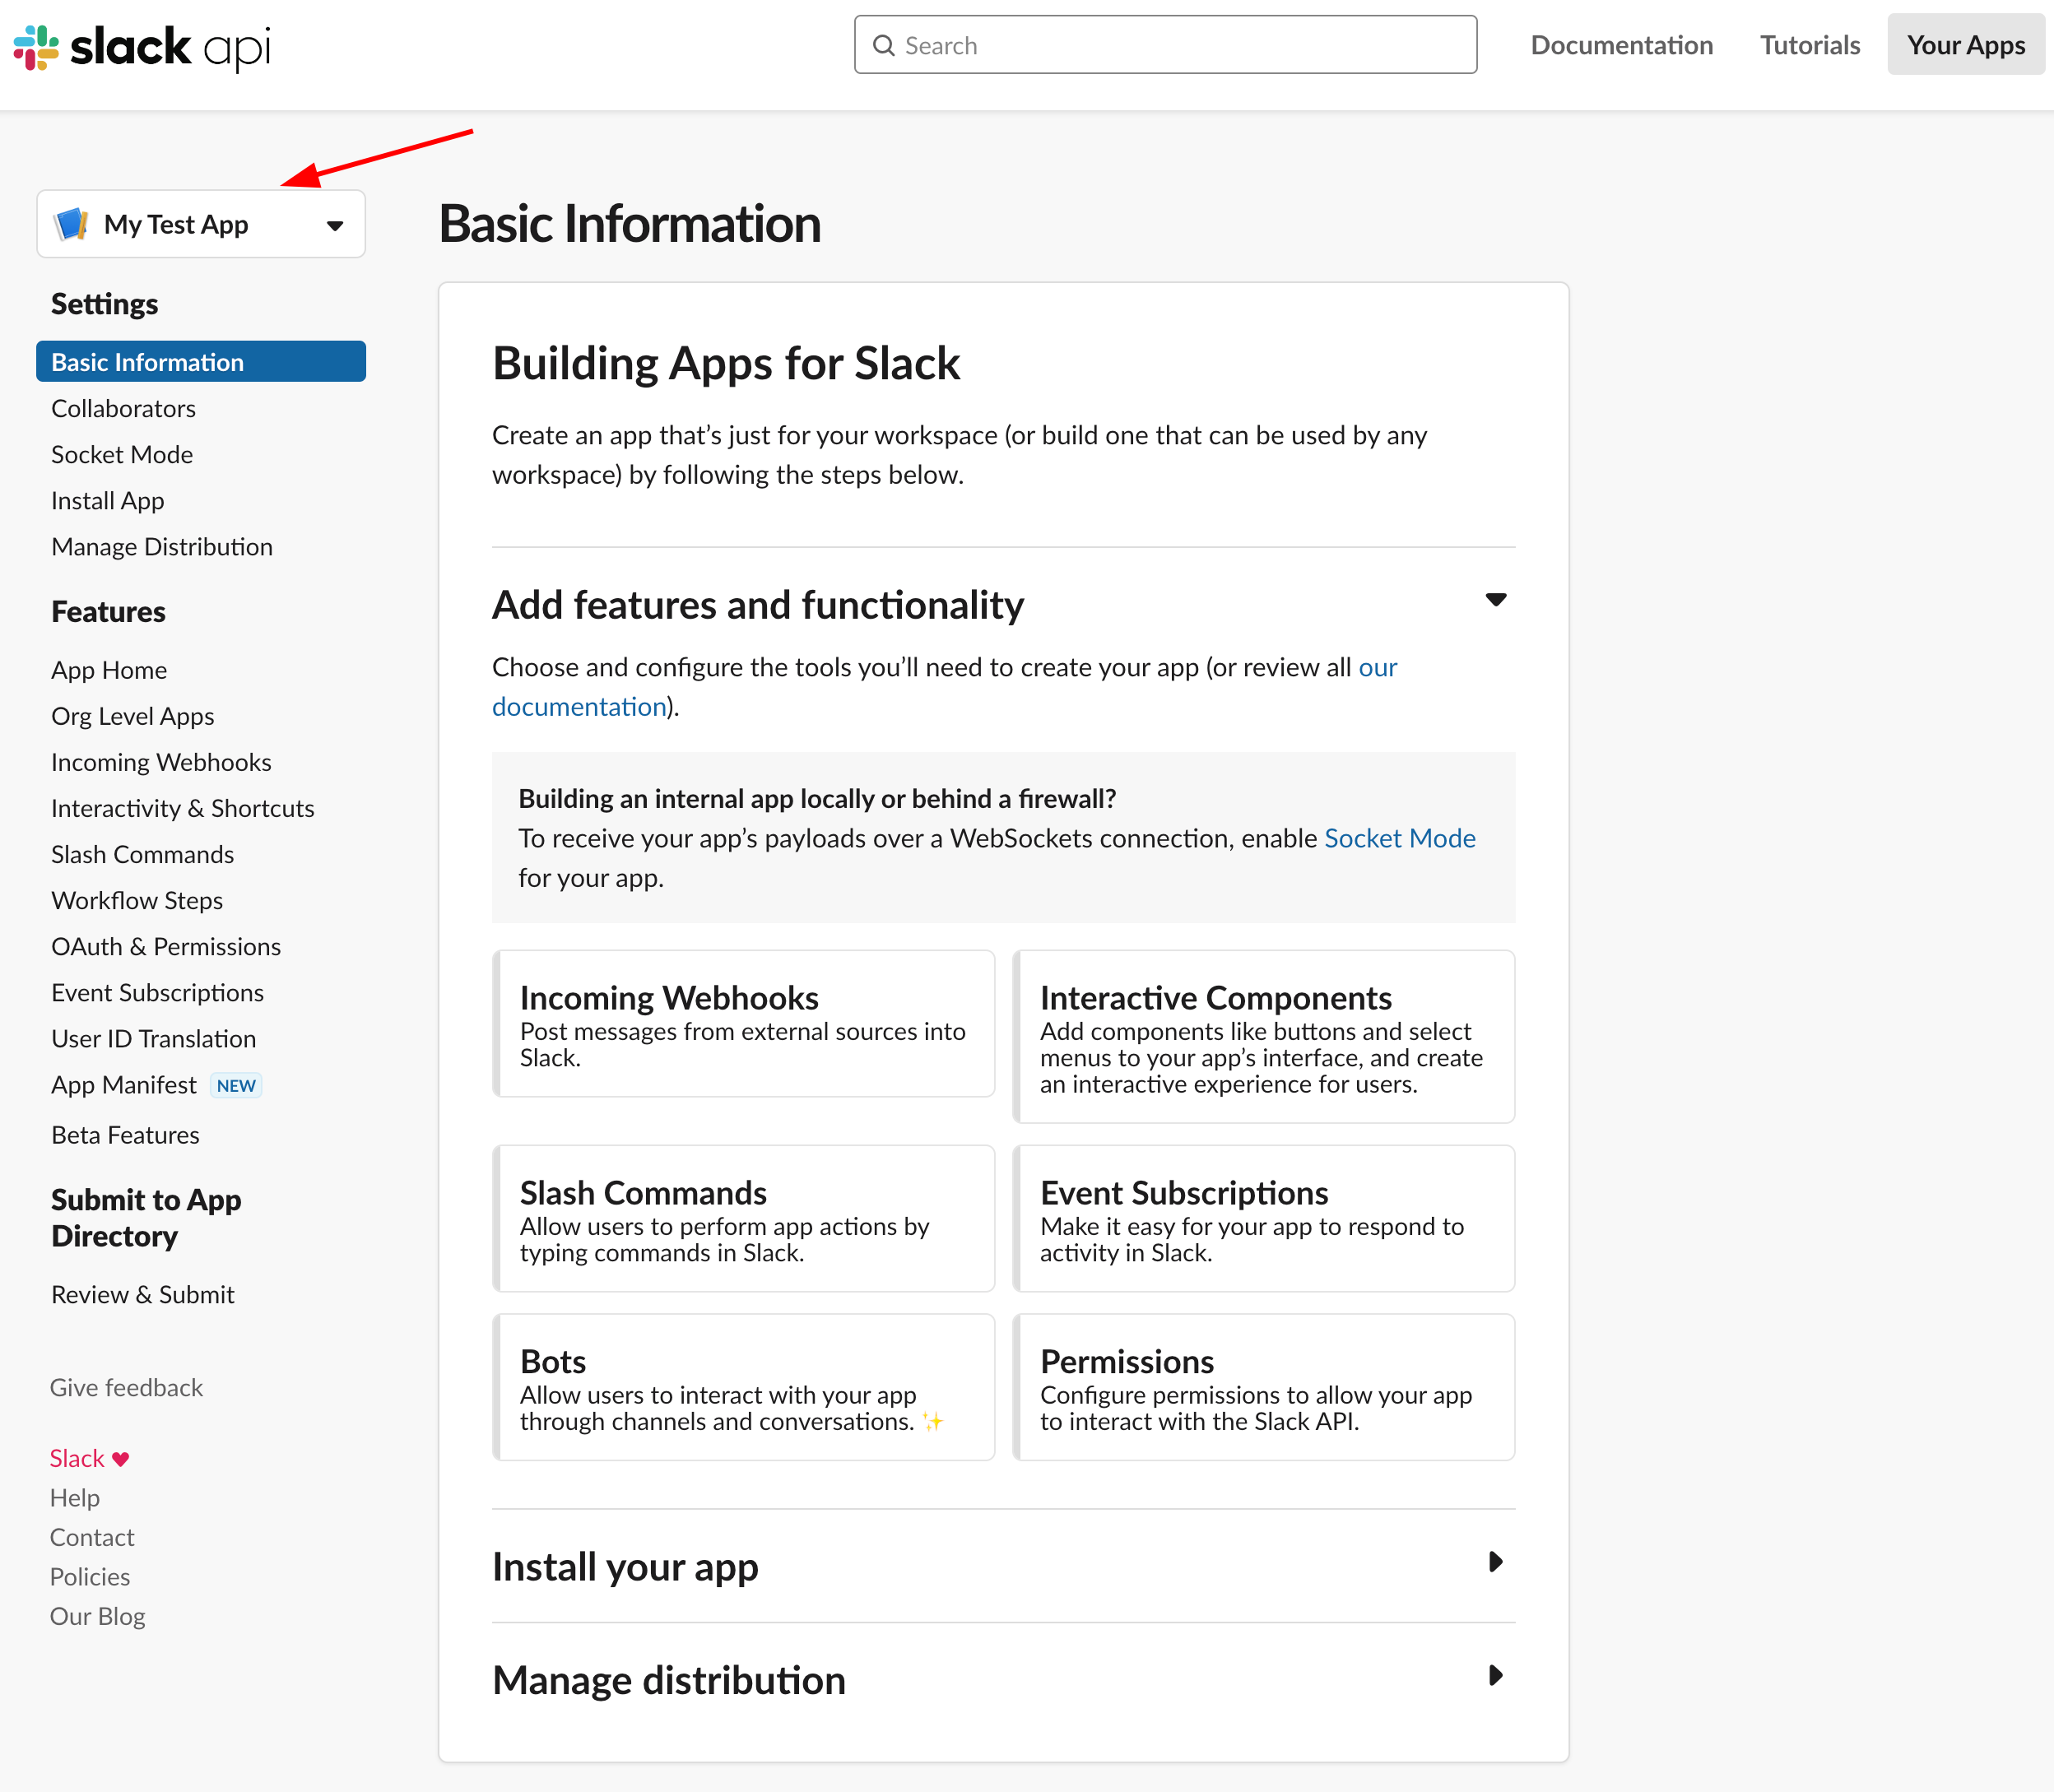 slack api
Search
Documentation
Tutorials
Your Apps
My Test App
Settings
Basic Information
Collaborators
Socket Mode
Install App
Manage Distribution
Features
App Home
Org Level Apps
Incoming Webhooks
Interactivity & Shortcuts
Slash Commands
Workflow Steps
OAuth & Permissions
Event Subscriptions
User ID Translation
App Manifest NEW
Beta Features
Submit to App
Directory
Review & Submit
Give feedback
Slack ♥
Help
Contact
Policies
Our Blog
Basic Information
Building Apps for Slack
Create an app that’s just for your workspace (or build one that can be used by any
workspace) by following the steps below.
Add features and functionality
Choose and configure the tools you’ll need to create your app (or review all our
documentation).
Building an internal app locally or behind a firewall?
To receive your app’s payloads over a WebSockets connection, enable Socket Mode
for your app.
Incoming Webhooks
Post messages from external sources into
Slack.
Interactive Components
Add components like buttons and select
menus to your app’s interface, and create
an interactive experience for users.
Slash Commands
Allow users to perform app actions by
typing commands in Slack.
Event Subscriptions
Make it easy for your app to respond to
activity in Slack.
Bots
Allow users to interact with your app
through channels and conversations. ✨
Permissions
Configure permissions to allow your app
to interact with the Slack API.
Install your app
Manage distribution